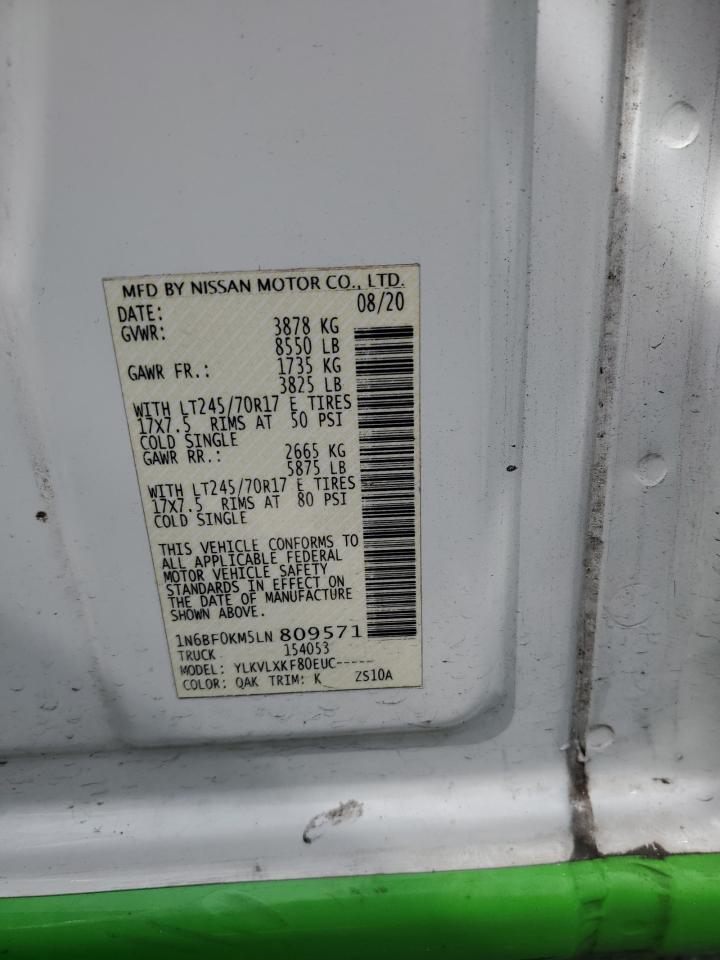 MFD BY NISSAN MOTOR CO., LTD.
DATE: 08/20
GVWR: 3878 KG
8550 LB
GAWR FR.: 1735 KG
3825 LB
WITH LT245/70R17 E TIRES
17X7.5 RIMS AT 50 PSI
COLD SINGLE
GAWR RR.: 2665 KG
5875 LB
WITH LT245/70R17 E TIRES
17X7.5 RIMS AT 80 PSI
COLD SINGLE
THIS VEHICLE CONFORMS TO
ALL APPLICABLE FEDERAL
MOTOR VEHICLE SAFETY
STANDARDS IN EFFECT ON
THE DATE OF MANUFACTURE
SHOWN ABOVE.
1N6BF0KM5LN 809571
TRUCK 154053
MODEL: YLKVLXKF80EUC-----
COLOR: QAK TRIM: K ZS10A